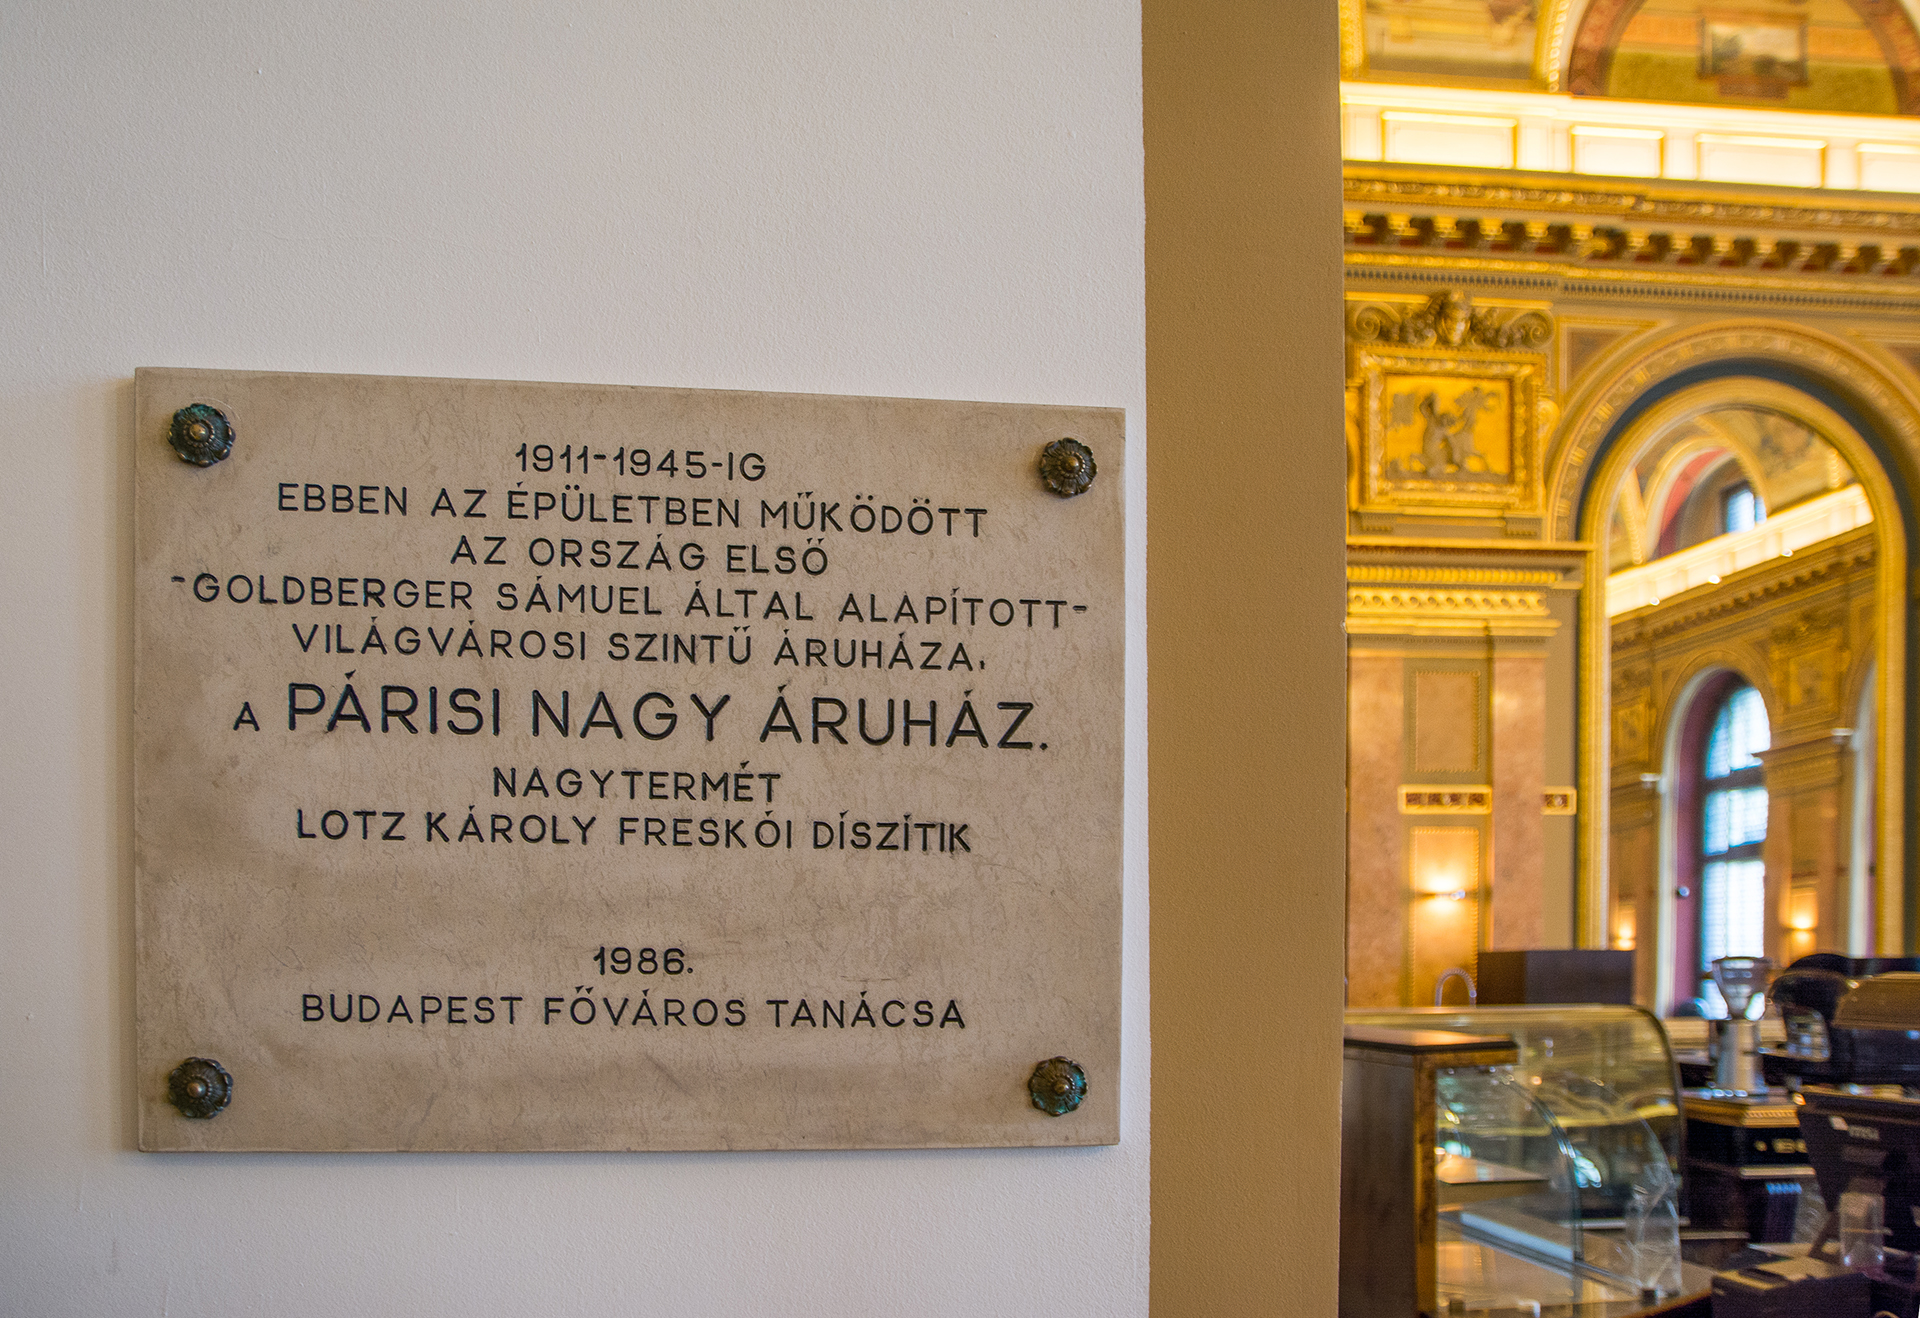 1911-1945-IG
EBBEN AZ ÉPÜLETBEN MŰKÖDÖTT
AZ ORSZÁG ELSŐ
-GOLDBERGER SÁMUEL ÁLTAL ALAPÍTOTT-
VILÁGVÁROSI SZINTŰ ÁRUHÁZA,
A PÁRISI NAGY ÁRUHÁZ.
NAGYTERMÉT
LOTZ KÁROLY FRESKÓI DÍSZÍTIK
1986.
BUDAPEST FŐVÁROS TANÁCSA